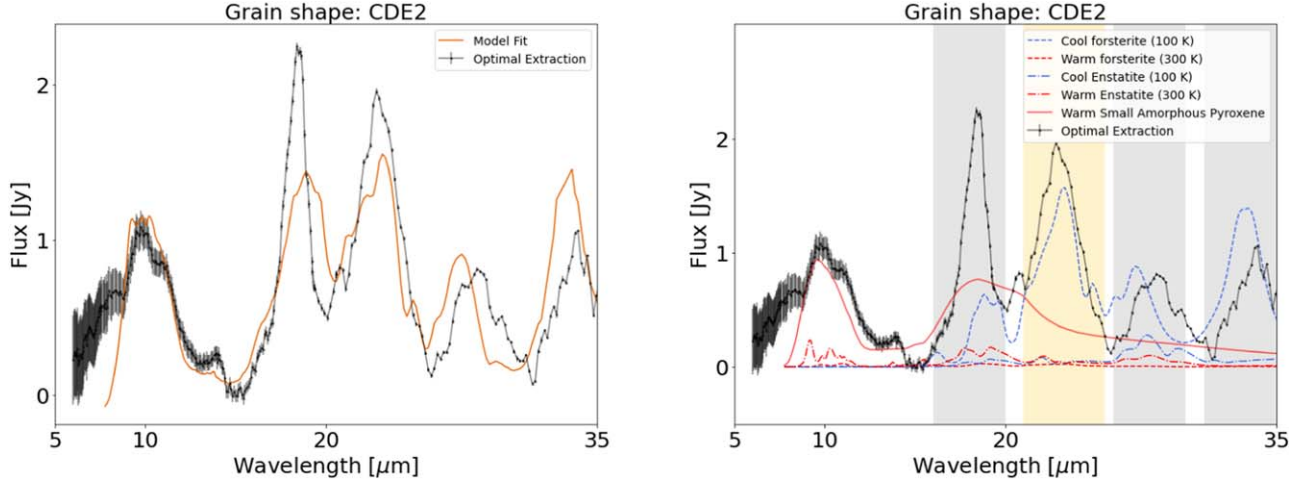 Grain shape: CDE2
Model Fit
Optimal Extraction
Flux [Jy]
2
1
0
5 10 20 35
Wavelength [μm]
Grain shape: CDE2
Cool forsterite (100 K)
Warm forsterite (300 K)
Cool Enstatite (100 K)
Warm Enstatite (300 K)
Warm Small Amorphous Pyroxene
Optimal Extraction
Flux [Jy]
2
1
0
5 10 20 35
Wavelength [μm]